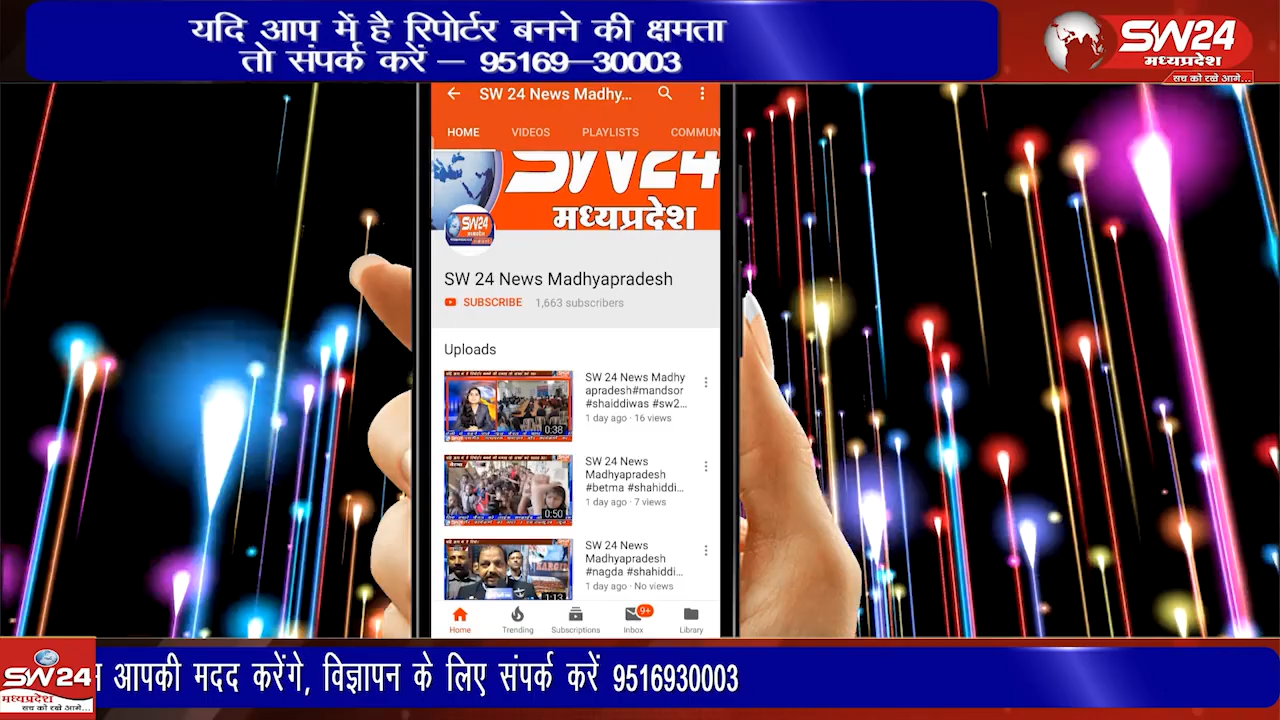 यदि आप में है रिपोर्टर बनने की क्षमता
तो संपर्क करें – 95169–30003
SW24
मध्यप्रदेश
सच को रखे आगे...
SW 24 News Madhy...
HOME VIDEOS PLAYLISTS COMMUN
SW24
मध्यप्रदेश
SW24
SW 24 News Madhyapradesh
SUBSCRIBE 1,663 subscribers
Uploads
SW 24 News Madhy
apradesh#mandsor
#shaiddiwas #sw2...
1 day ago · 16 views
0:38
SW 24 News
Madhyapradesh
#betma #shahiddi...
1 day ago · 7 views
0:50
SW 24 News
Madhyapradesh
#nagda #shahiddi...
1 day ago · No views
1:13
9+
Home Trending Subscriptions Inbox Library
SW24
मध्यप्रदेश
सच को रखे आगे...
आपकी मदद करेंगे, विज्ञापन के लिए संपर्क करें 9516930003